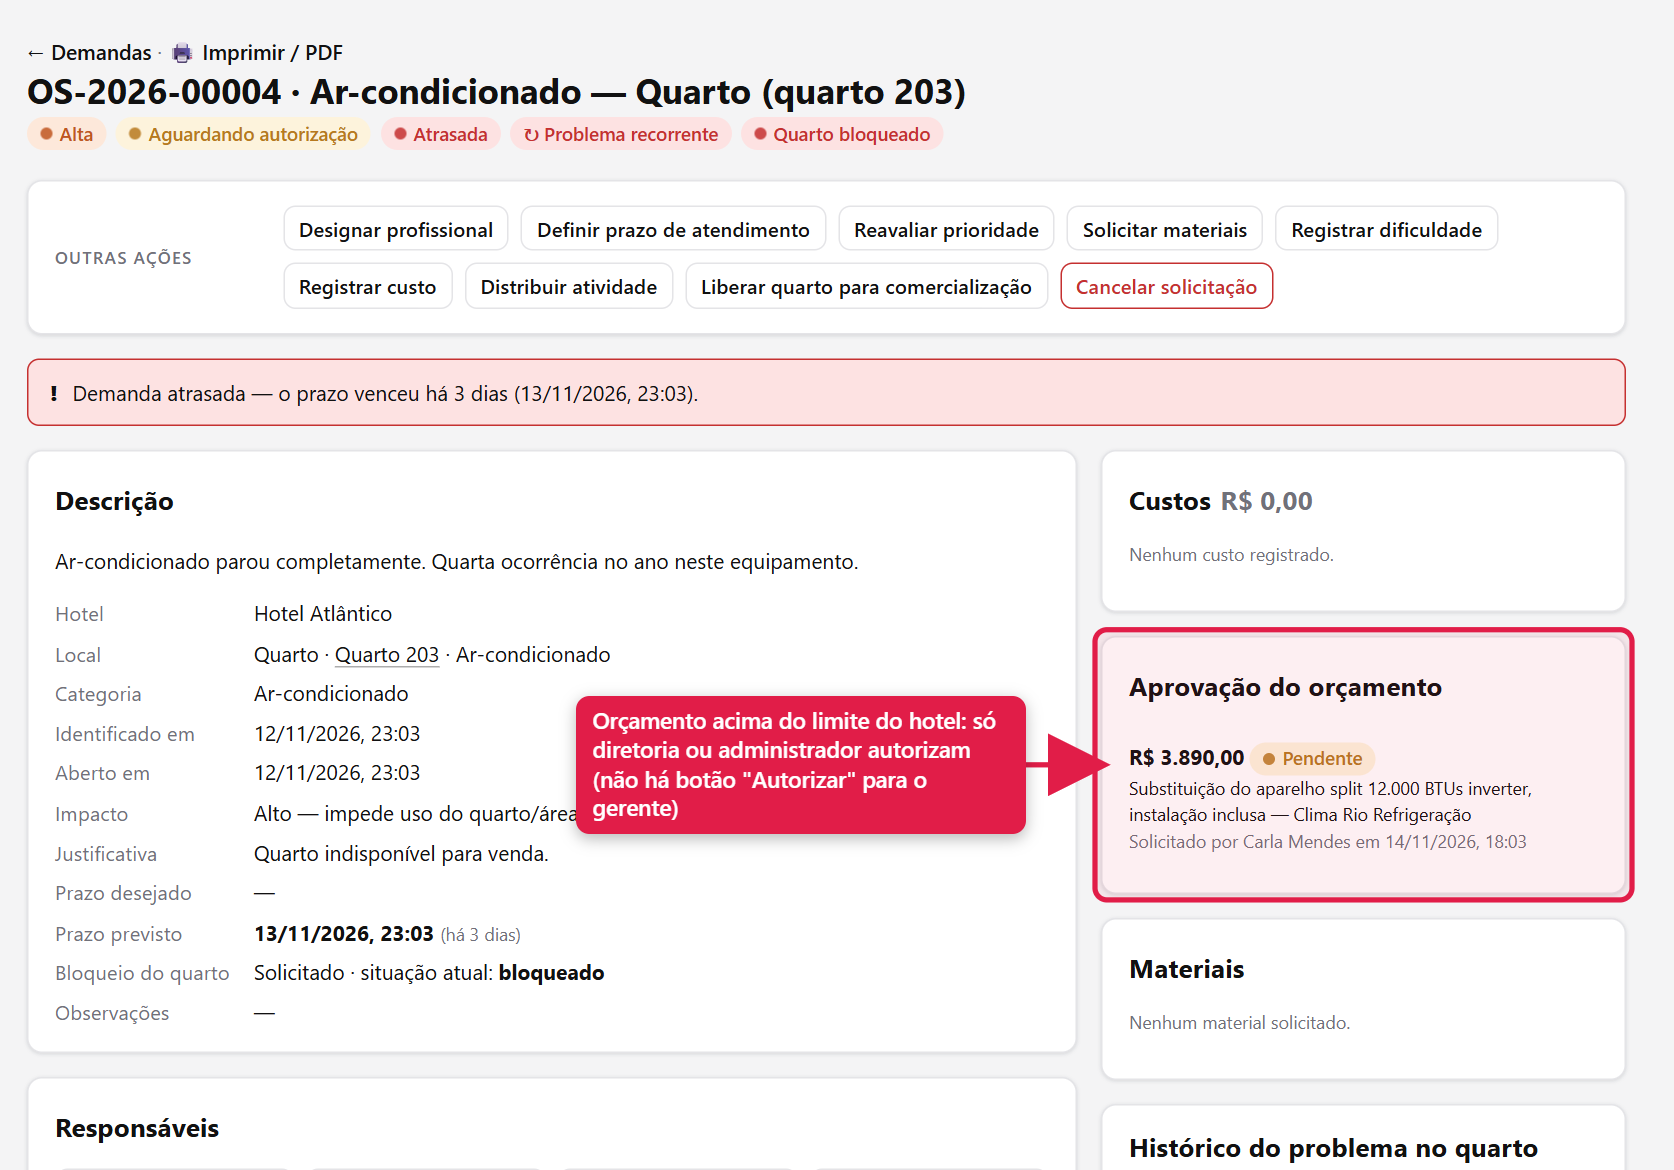 ← Demandas · Imprimir / PDF
OS-2026-00004 · Ar-condicionado — Quarto (quarto 203)
Alta Aguardando autorização Atrasada ↻ Problema recorrente Quarto bloqueado
OUTRAS AÇÕES
Designar profissional Definir prazo de atendimento Reavaliar prioridade Solicitar materiais Registrar dificuldade
Registrar custo Distribuir atividade Liberar quarto para comercialização Cancelar solicitação
! Demanda atrasada — o prazo venceu há 3 dias (13/11/2026, 23:03).
Descrição
Ar-condicionado parou completamente. Quarta ocorrência no ano neste equipamento.
Hotel Hotel Atlântico
Local Quarto · Quarto 203 · Ar-condicionado
Categoria Ar-condicionado
Identificado em 12/11/2026, 23:03
Aberto em 12/11/2026, 23:03
Impacto Alto — impede uso do quarto/área
Justificativa Quarto indisponível para venda.
Prazo desejado —
Prazo previsto 13/11/2026, 23:03 (há 3 dias)
Bloqueio do quarto Solicitado · situação atual: bloqueado
Observações —
Orçamento acima do limite do hotel: só
diretoria ou administrador autorizam
(não há botão "Autorizar" para o
gerente)
Responsáveis
Custos R$ 0,00
Nenhum custo registrado.
Aprovação do orçamento
R$ 3.890,00 Pendente
Substituição do aparelho split 12.000 BTUs inverter,
instalação inclusa — Clima Rio Refrigeração
Solicitado por Carla Mendes em 14/11/2026, 18:03
Materiais
Nenhum material solicitado.
Histórico do problema no quarto